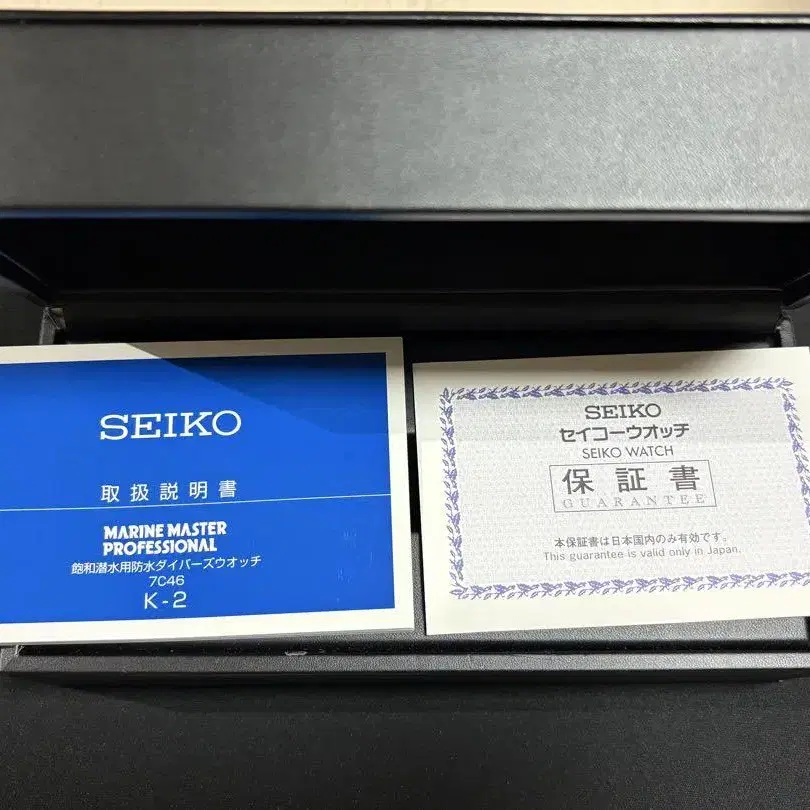 SEIKO
取扱説明書
MARINE MASTER
PROFESSIONAL
飽和潜水用防水ダイバーズウオッチ
7C46
K-2
SEIKO
セイコーウオッチ
SEIKO WATCH
保証書
GUARANTEE
本保証書は日本国内のみ有効です。
This guarantee is valid only in Japan.